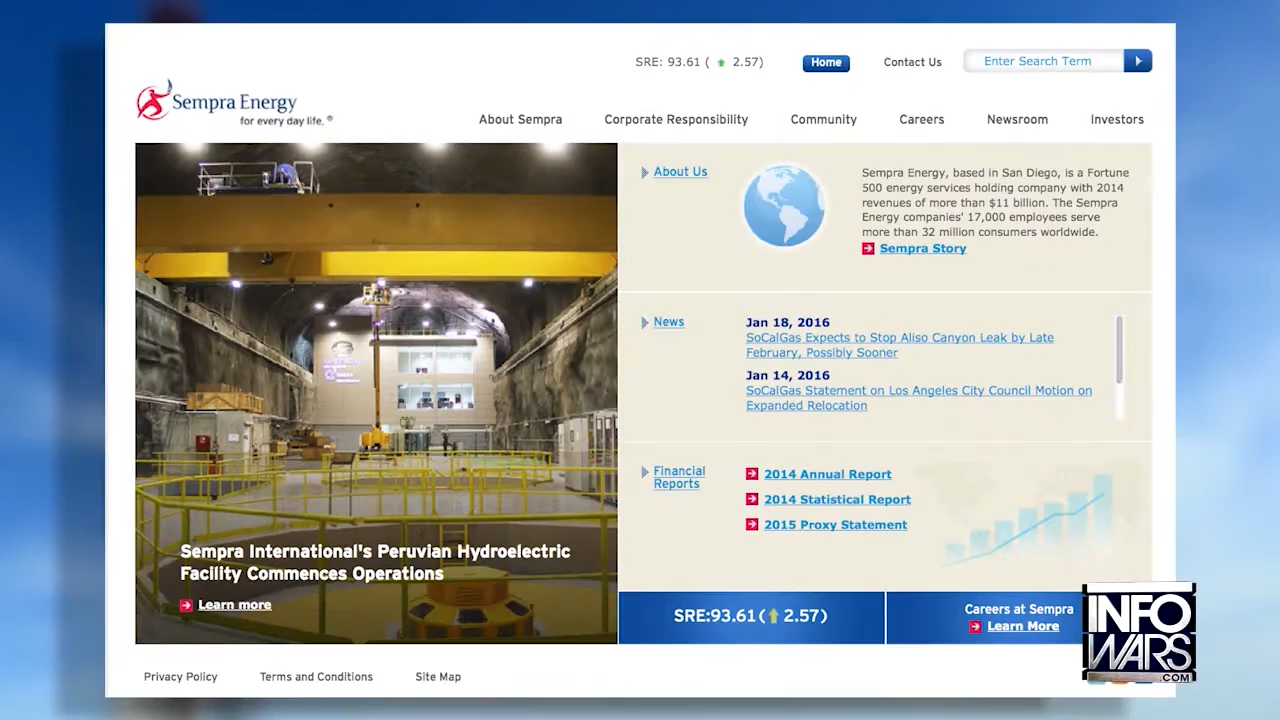 SRE: 93.61 ( 2.57)
Home
Contact Us
Enter Search Term
Sempra Energy
for every day life. ®
About Sempra
Corporate Responsibility
Community
Careers
Newsroom
Investors
About Us
Sempra Energy, based in San Diego, is a Fortune
500 energy services holding company with 2014
revenues of more than $11 billion. The Sempra
Energy companies' 17,000 employees serve
more than 32 million consumers worldwide.
Sempra Story
News
Jan 18, 2016
SoCalGas Expects to Stop Aliso Canyon Leak by Late
February, Possibly Sooner
Jan 14, 2016
SoCalGas Statement on Los Angeles City Council Motion on
Expanded Relocation
Financial
Reports
2014 Annual Report
2014 Statistical Report
2015 Proxy Statement
Sempra International's Peruvian Hydroelectric
Facility Commences Operations
Learn more
SRE:93.61( 2.57)
Careers at Sempra
Learn More
INFO
WARS
.COM
Privacy Policy
Terms and Conditions
Site Map